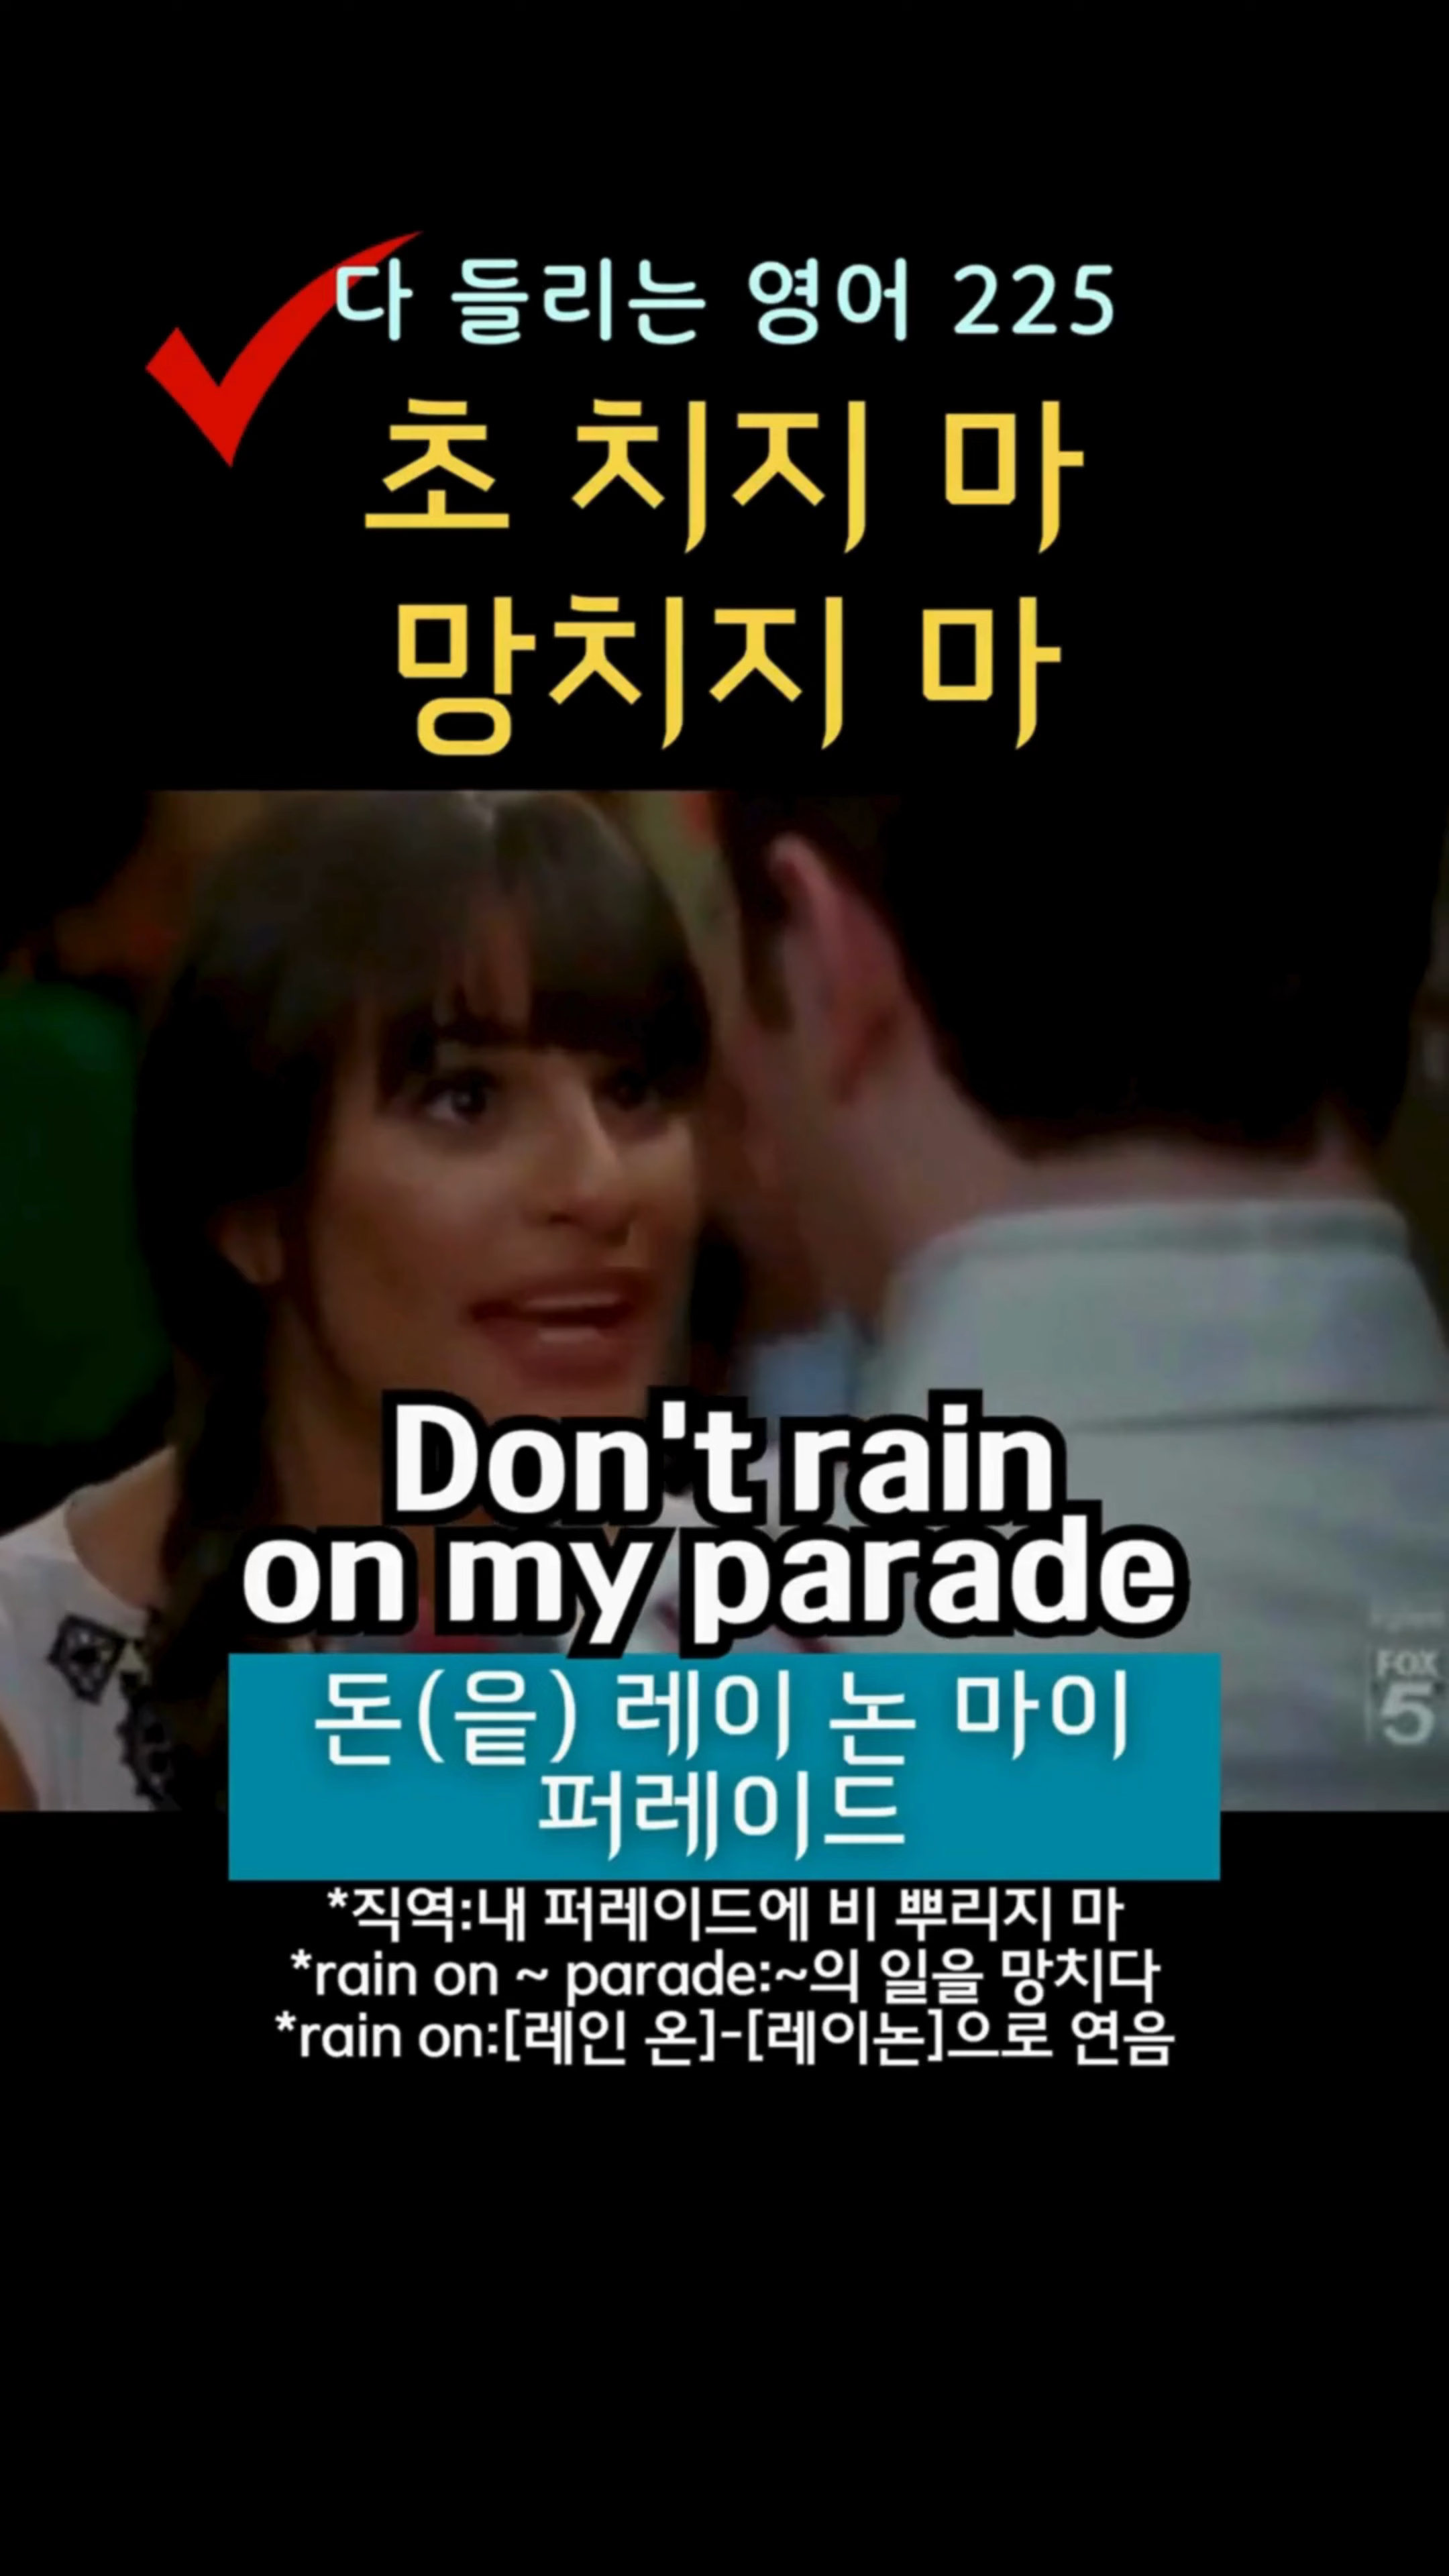 다 들리는 영어 225
초 치지 마
망치지 마
Don't rain
on my parade
돈(읕) 레이 논 마이
퍼레이드
FOX
5
*직역:내 퍼레이드에 비 뿌리지 마
*rain on ~ parade:~의 일을 망치다
*rain on:[레인 온]-[레이논]으로 연음